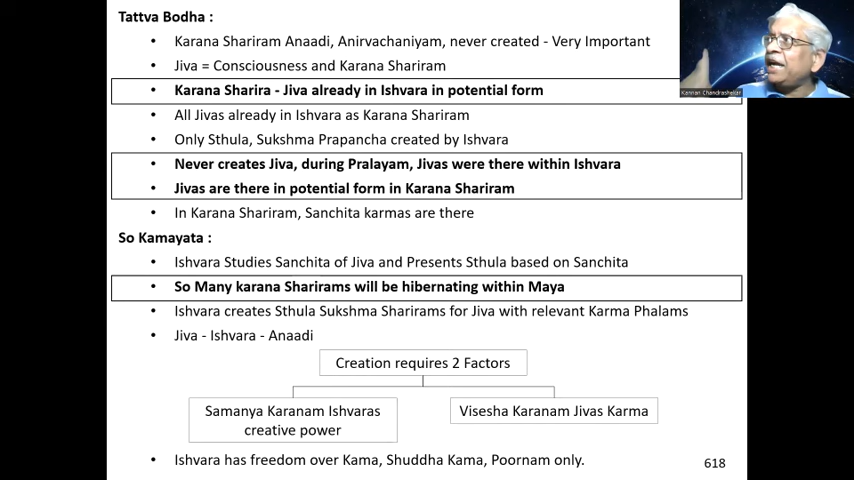 Tattva Bodha :
• Karana Shariram Anaadi, Anirvachaniyam, never created - Very Important
• Jiva = Consciousness and Karana Shariram
• Karana Sharira - Jiva already in Ishvara in potential form
• All Jivas already in Ishvara as Karana Shariram
• Only Sthula, Sukshma Prapancha created by Ishvara
• Never creates Jiva, during Pralayam, Jivas were there within Ishvara
• Jivas are there in potential form in Karana Shariram
• In Karana Shariram, Sanchita karmas are there
So Kamayata :
• Ishvara Studies Sanchita of Jiva and Presents Sthula based on Sanchita
• So Many karana Sharirams will be hibernating within Maya
• Ishvara creates Sthula Sukshma Sharirams for Jiva with relevant Karma Phalams
• Jiva - Ishvara - Anaadi
Creation requires 2 Factors
Samanya Karanam Ishvaras
creative power
Visesha Karanam Jivas Karma
• Ishvara has freedom over Kama, Shuddha Kama, Poornam only.
618
Kannan Chandrashekar